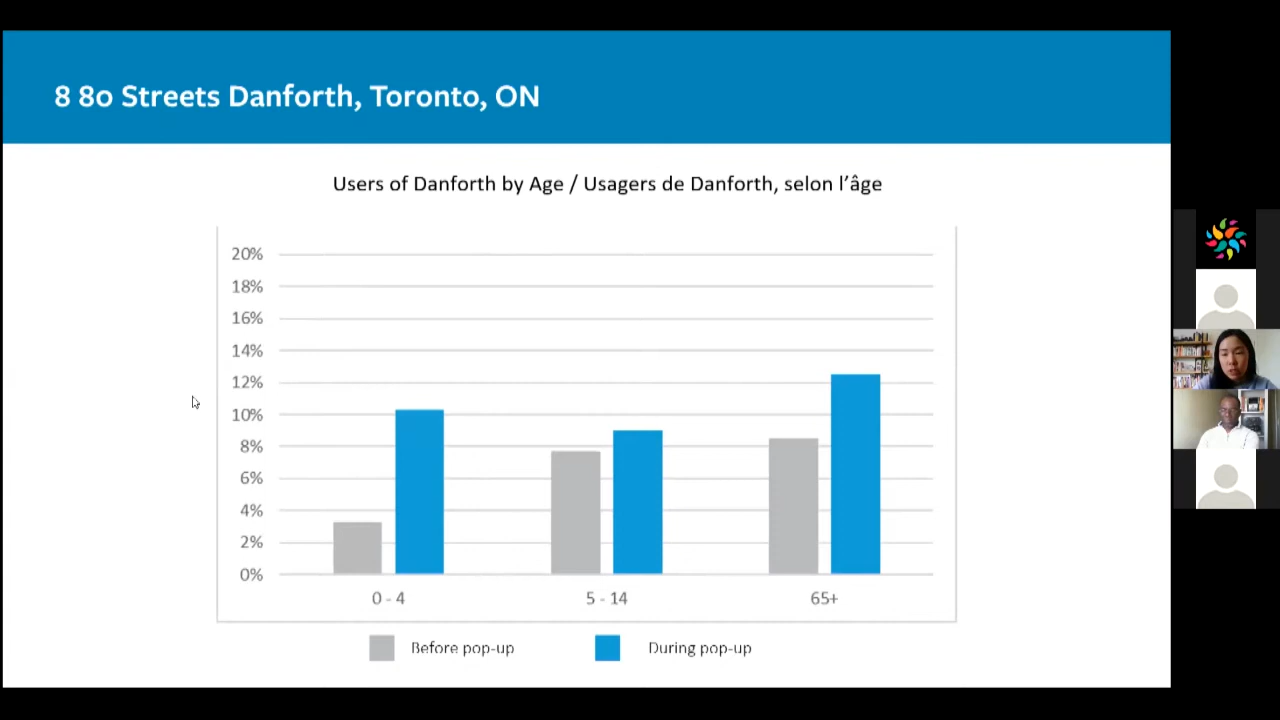 8 80 Streets Danforth, Toronto, ON
Users of Danforth by Age / Usagers de Danforth, selon l’âge
20%
18%
16%
14%
12%
10%
8%
6%
4%
2%
0%
0 - 4 5 - 14 65+
Before pop-up During pop-up